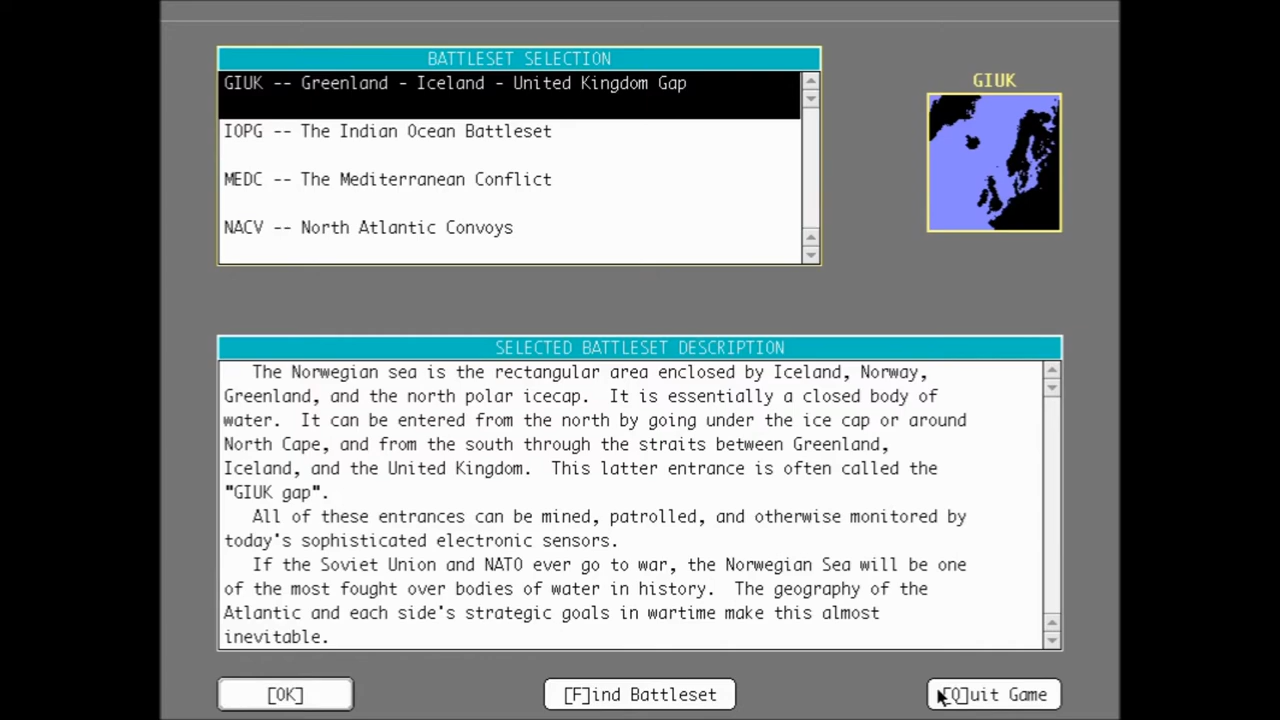 BATTLESET SELECTION
GIUK -- Greenland - Iceland - United Kingdom Gap
IOPG -- The Indian Ocean Battleset
MEDC -- The Mediterranean Conflict
NACV -- North Atlantic Convoys
GIUK
SELECTED BATTLESET DESCRIPTION
The Norwegian sea is the rectangular area enclosed by Iceland, Norway,
Greenland, and the north polar icecap. It is essentially a closed body of
water. It can be entered from the north by going under the ice cap or around
North Cape, and from the south through the straits between Greenland,
Iceland, and the United Kingdom. This latter entrance is often called the
"GIUK gap".
All of these entrances can be mined, patrolled, and otherwise monitored by
today's sophisticated electronic sensors.
If the Soviet Union and NATO ever go to war, the Norwegian Sea will be one
of the most fought over bodies of water in history. The geography of the
Atlantic and each side's strategic goals in wartime make this almost
inevitable.
[OK]
[F]ind Battleset
[Q]uit Game